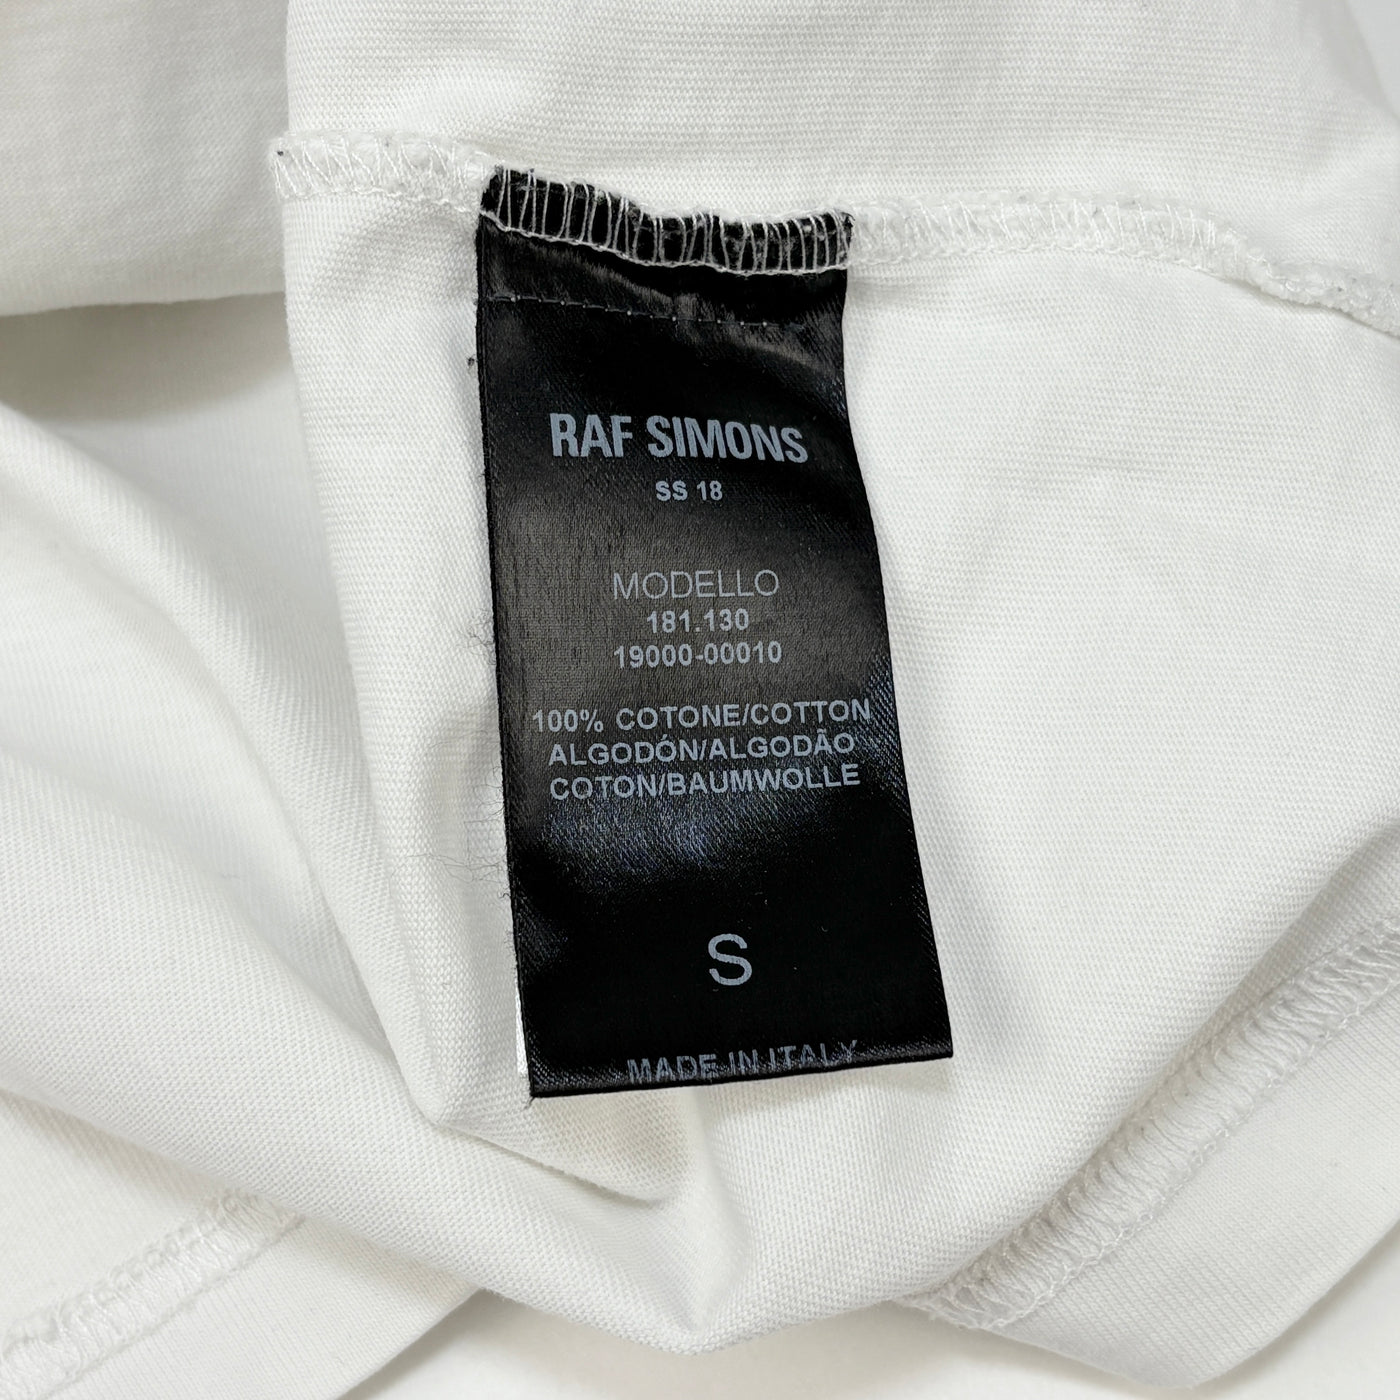 RAF SIMONS
SS 18
MODELLO
181.130
19000-00010
100% COTONE/COTTON
ALGODÓN/ALGODÃO
COTON/BAUMWOLLE
S
MADE IN ITALY